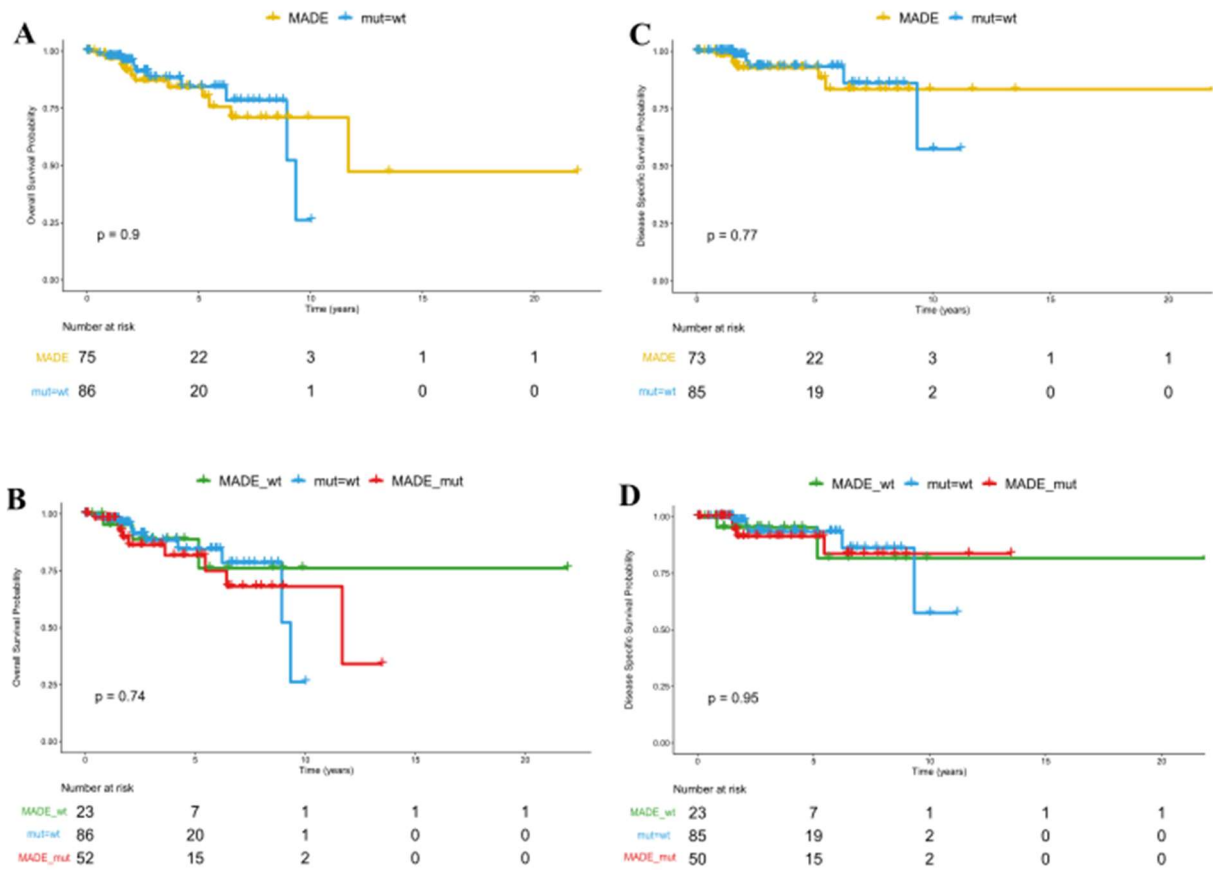 A
MADE mut=wt
Overall Survival Probability
1.00
0.75
0.50
0.25
0.00
p = 0.9
0 5 10 15 20
Time (years)
Number at risk
MADE 75 22 3 1 1
mut=wt 86 20 1 0 0
C
MADE mut=wt
Disease Specific Survival Probability
1.00
0.75
0.50
0.25
0.00
p = 0.77
0 5 10 15 20
Time (years)
Number at risk
MADE 73 22 3 1 1
mut=wt 85 19 2 0 0
B
MADE_wt mut=wt MADE_mut
Overall Survival Probability
1.00
0.75
0.50
0.25
0.00
p = 0.74
0 5 10 15 20
Time (years)
Number at risk
MADE_wt 23 7 1 1 1
mut=wt 86 20 1 0 0
MADE_mut 52 15 2 0 0
D
MADE_wt mut=wt MADE_mut
Disease Specific Survival Probability
1.00
0.75
0.50
0.25
0.00
p = 0.95
0 5 10 15 20
Time (years)
Number at risk
MADE_wt 23 7 1 1 1
mut=wt 85 19 2 0 0
MADE_mut 50 15 2 0 0